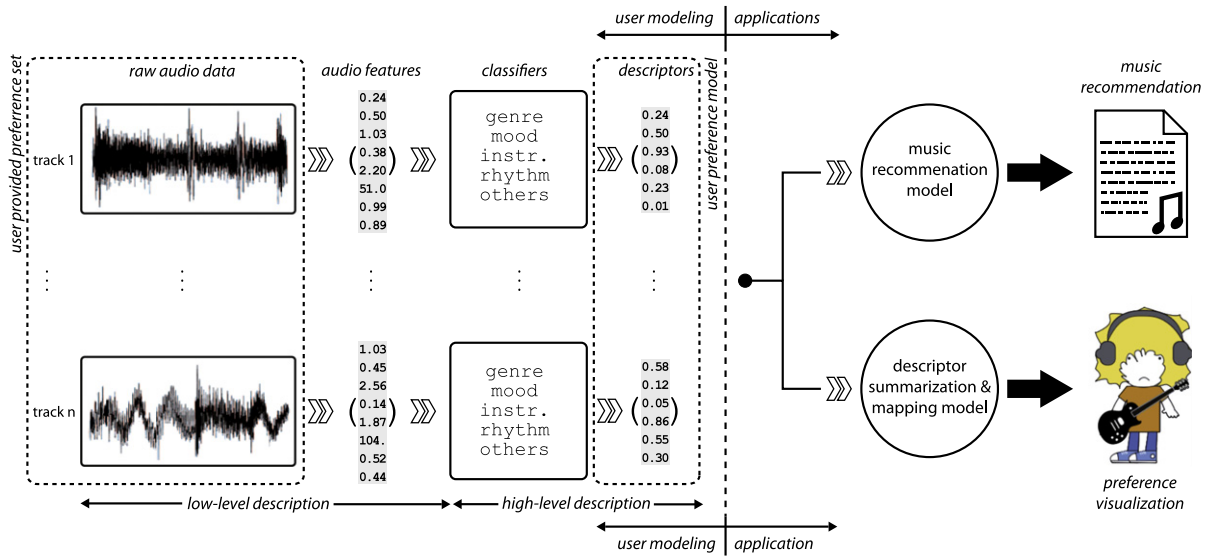 user modeling applications
user provided preferrence set
raw audio data
audio features
classifiers
descriptors
user preference model
music
recommendation
track 1
0.24
0.50
1.03
0.38
2.20
51.0
0.99
0.89
genre
mood
instr.
rhythm
others
0.24
0.50
0.93
0.08
0.23
0.01
music
recommenation
model
track n
1.03
0.45
2.56
0.14
1.87
104.
0.52
0.44
genre
mood
instr.
rhythm
others
0.58
0.12
0.05
0.86
0.55
0.30
descriptor
summarization &
mapping model
preference
visualization
low-level description
high-level description
user modeling application